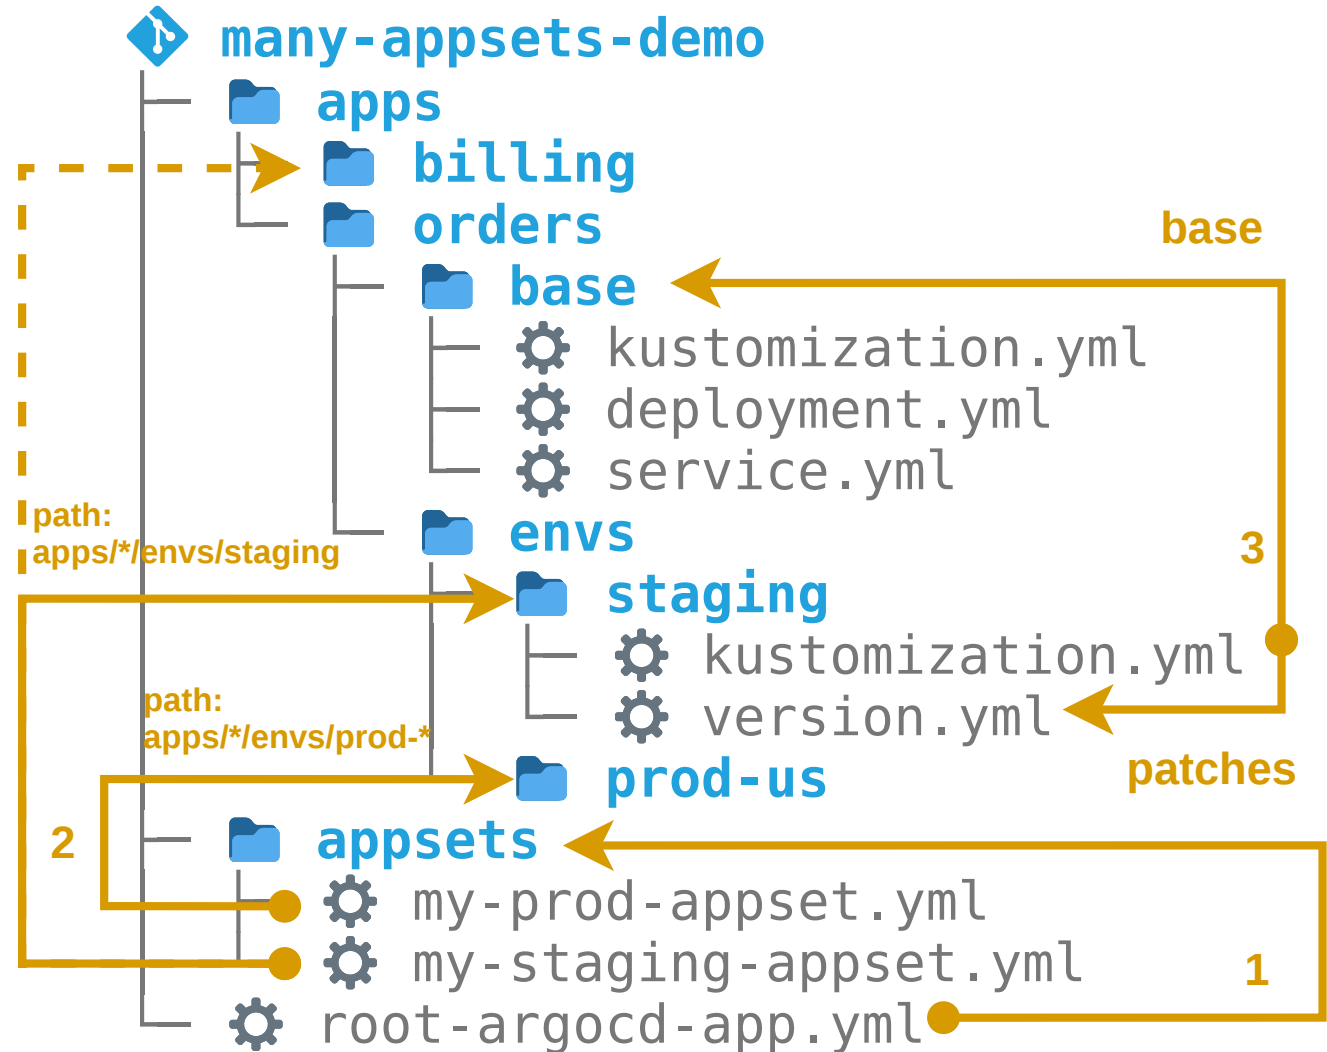 many-appsets-demo
apps
billing
orders
base
base
kustomization.yml
deployment.yml
service.yml
path:
apps/*/envs/staging
envs
3
staging
kustomization.yml
version.yml
path:
apps/*/envs/prod-*
patches
prod-us
2
appsets
my-prod-appset.yml
my-staging-appset.yml
1
root-argocd-app.yml